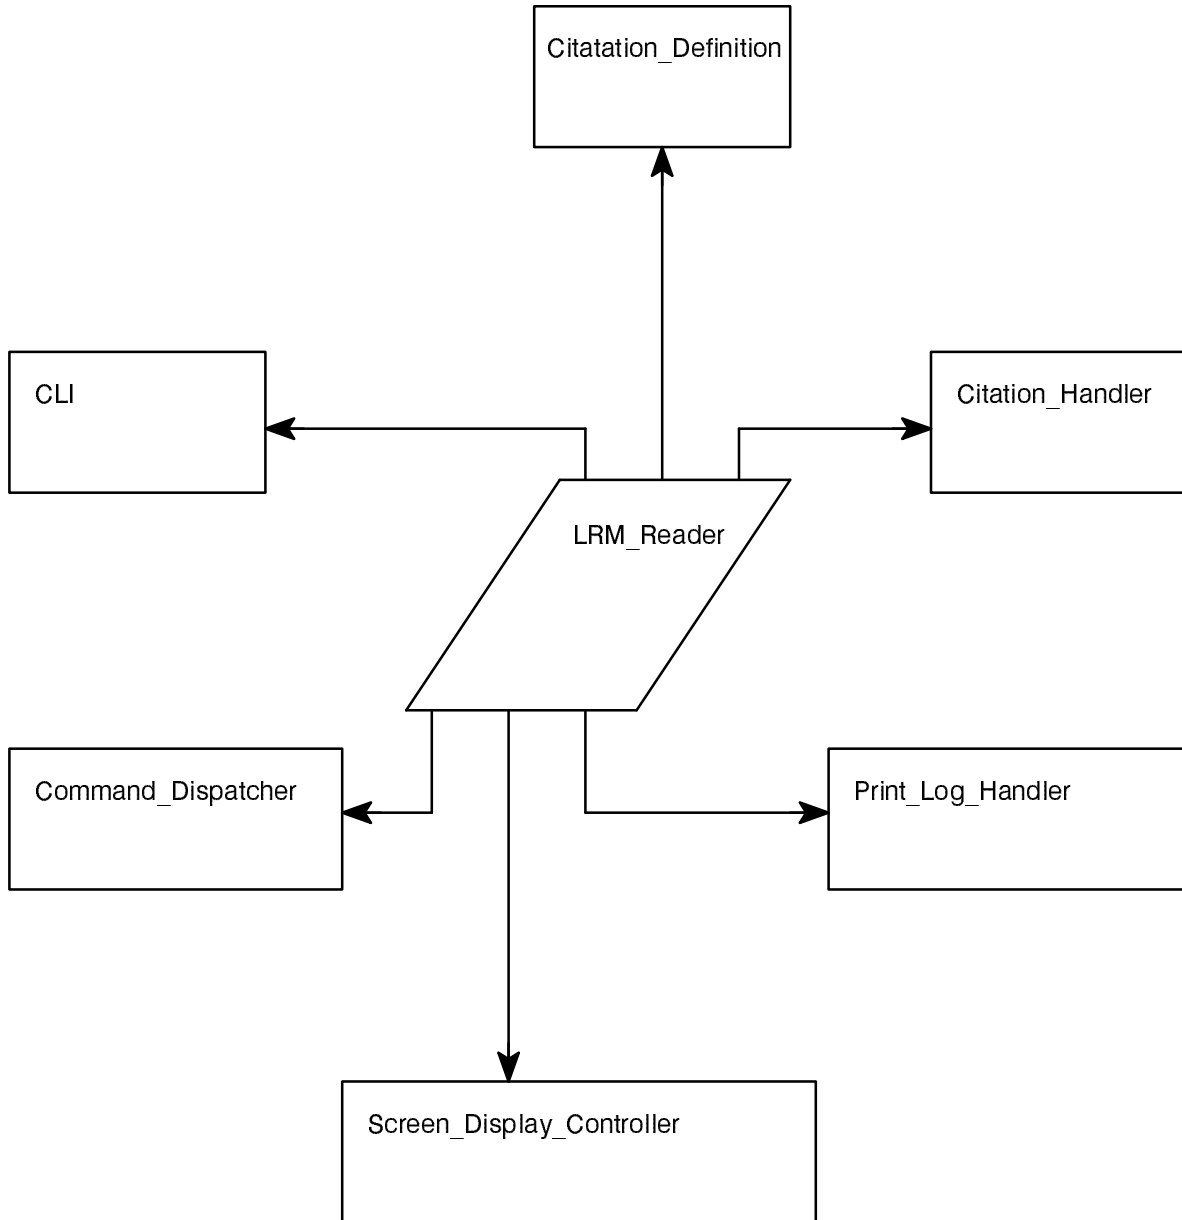 Citatation_Definition
CLI
Citation_Handler
LRM_Reader
Command_Dispatcher
Print_Log_Handler
Screen_Display_Controller